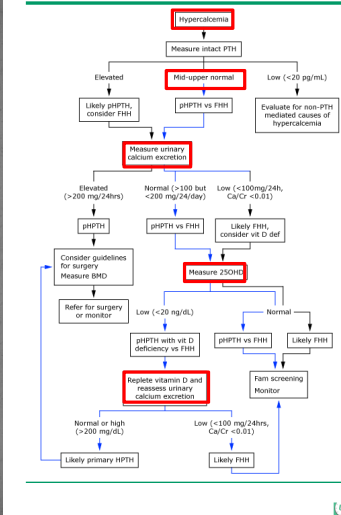 Hypercalcemia
Measure intact PTH
Elevated
Mid-upper normal
Low (<20 pg/mL)
Likely pHPTH,
consider FHH
pHPTH vs FHH
Evaluate for non-PTH
mediated causes of
hypercalcemia
Measure urinary
calcium excretion
Elevated
(>200 mg/24hrs)
Normal (>100 but
<200 mg/24/day)
Low (<100mg/24h,
Ca/Cr <0.01)
pHPTH
pHPTH vs FHH
Likely FHH,
consider vit D def
Consider guidelines
for surgery
Measure BMD
Measure 25OHD
Refer for surgery
or monitor
Low (<20 ng/dL)
Normal
pHPTH with vit D
deficiency vs FHH
pHPTH vs FHH
Likely FHH
Replete vitamin D and
reassess urinary
calcium excretion
Fam screening
Monitor
Normal or high
(>200 mg/dL)
Low (<100 mg/24hrs,
Ca/Cr <0.01)
Likely primary HPTH
Likely FHH